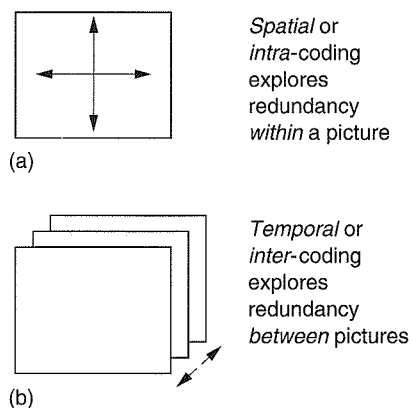 Spatial or
intra-coding
explores
redundancy
within a picture
(a)
Temporal or
inter-coding
explores
redundancy
between pictures
(b)